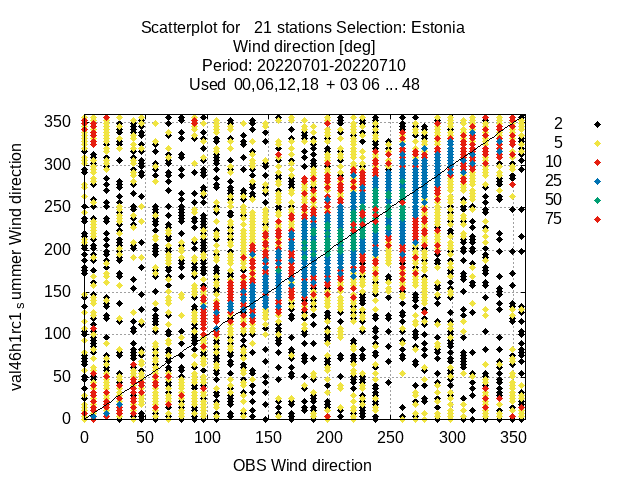 Scatterplot for 21 stations Selection: Estonia
Wind direction [deg]
Period: 20220701-20220710
Used 00,06,12,18 + 03 06 ... 48
350
300
250
200
150
100
50
0
val46h1rc1 summer Wind direction
0 50 100 150 200 250 300 350
OBS Wind direction
2
5
10
25
50
75